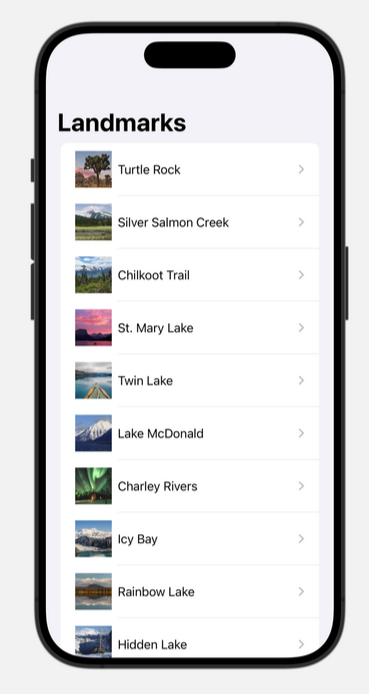 Landmarks
Turtle Rock
Silver Salmon Creek
Chilkoot Trail
St. Mary Lake
Twin Lake
Lake McDonald
Charley Rivers
Icy Bay
Rainbow Lake
Hidden Lake